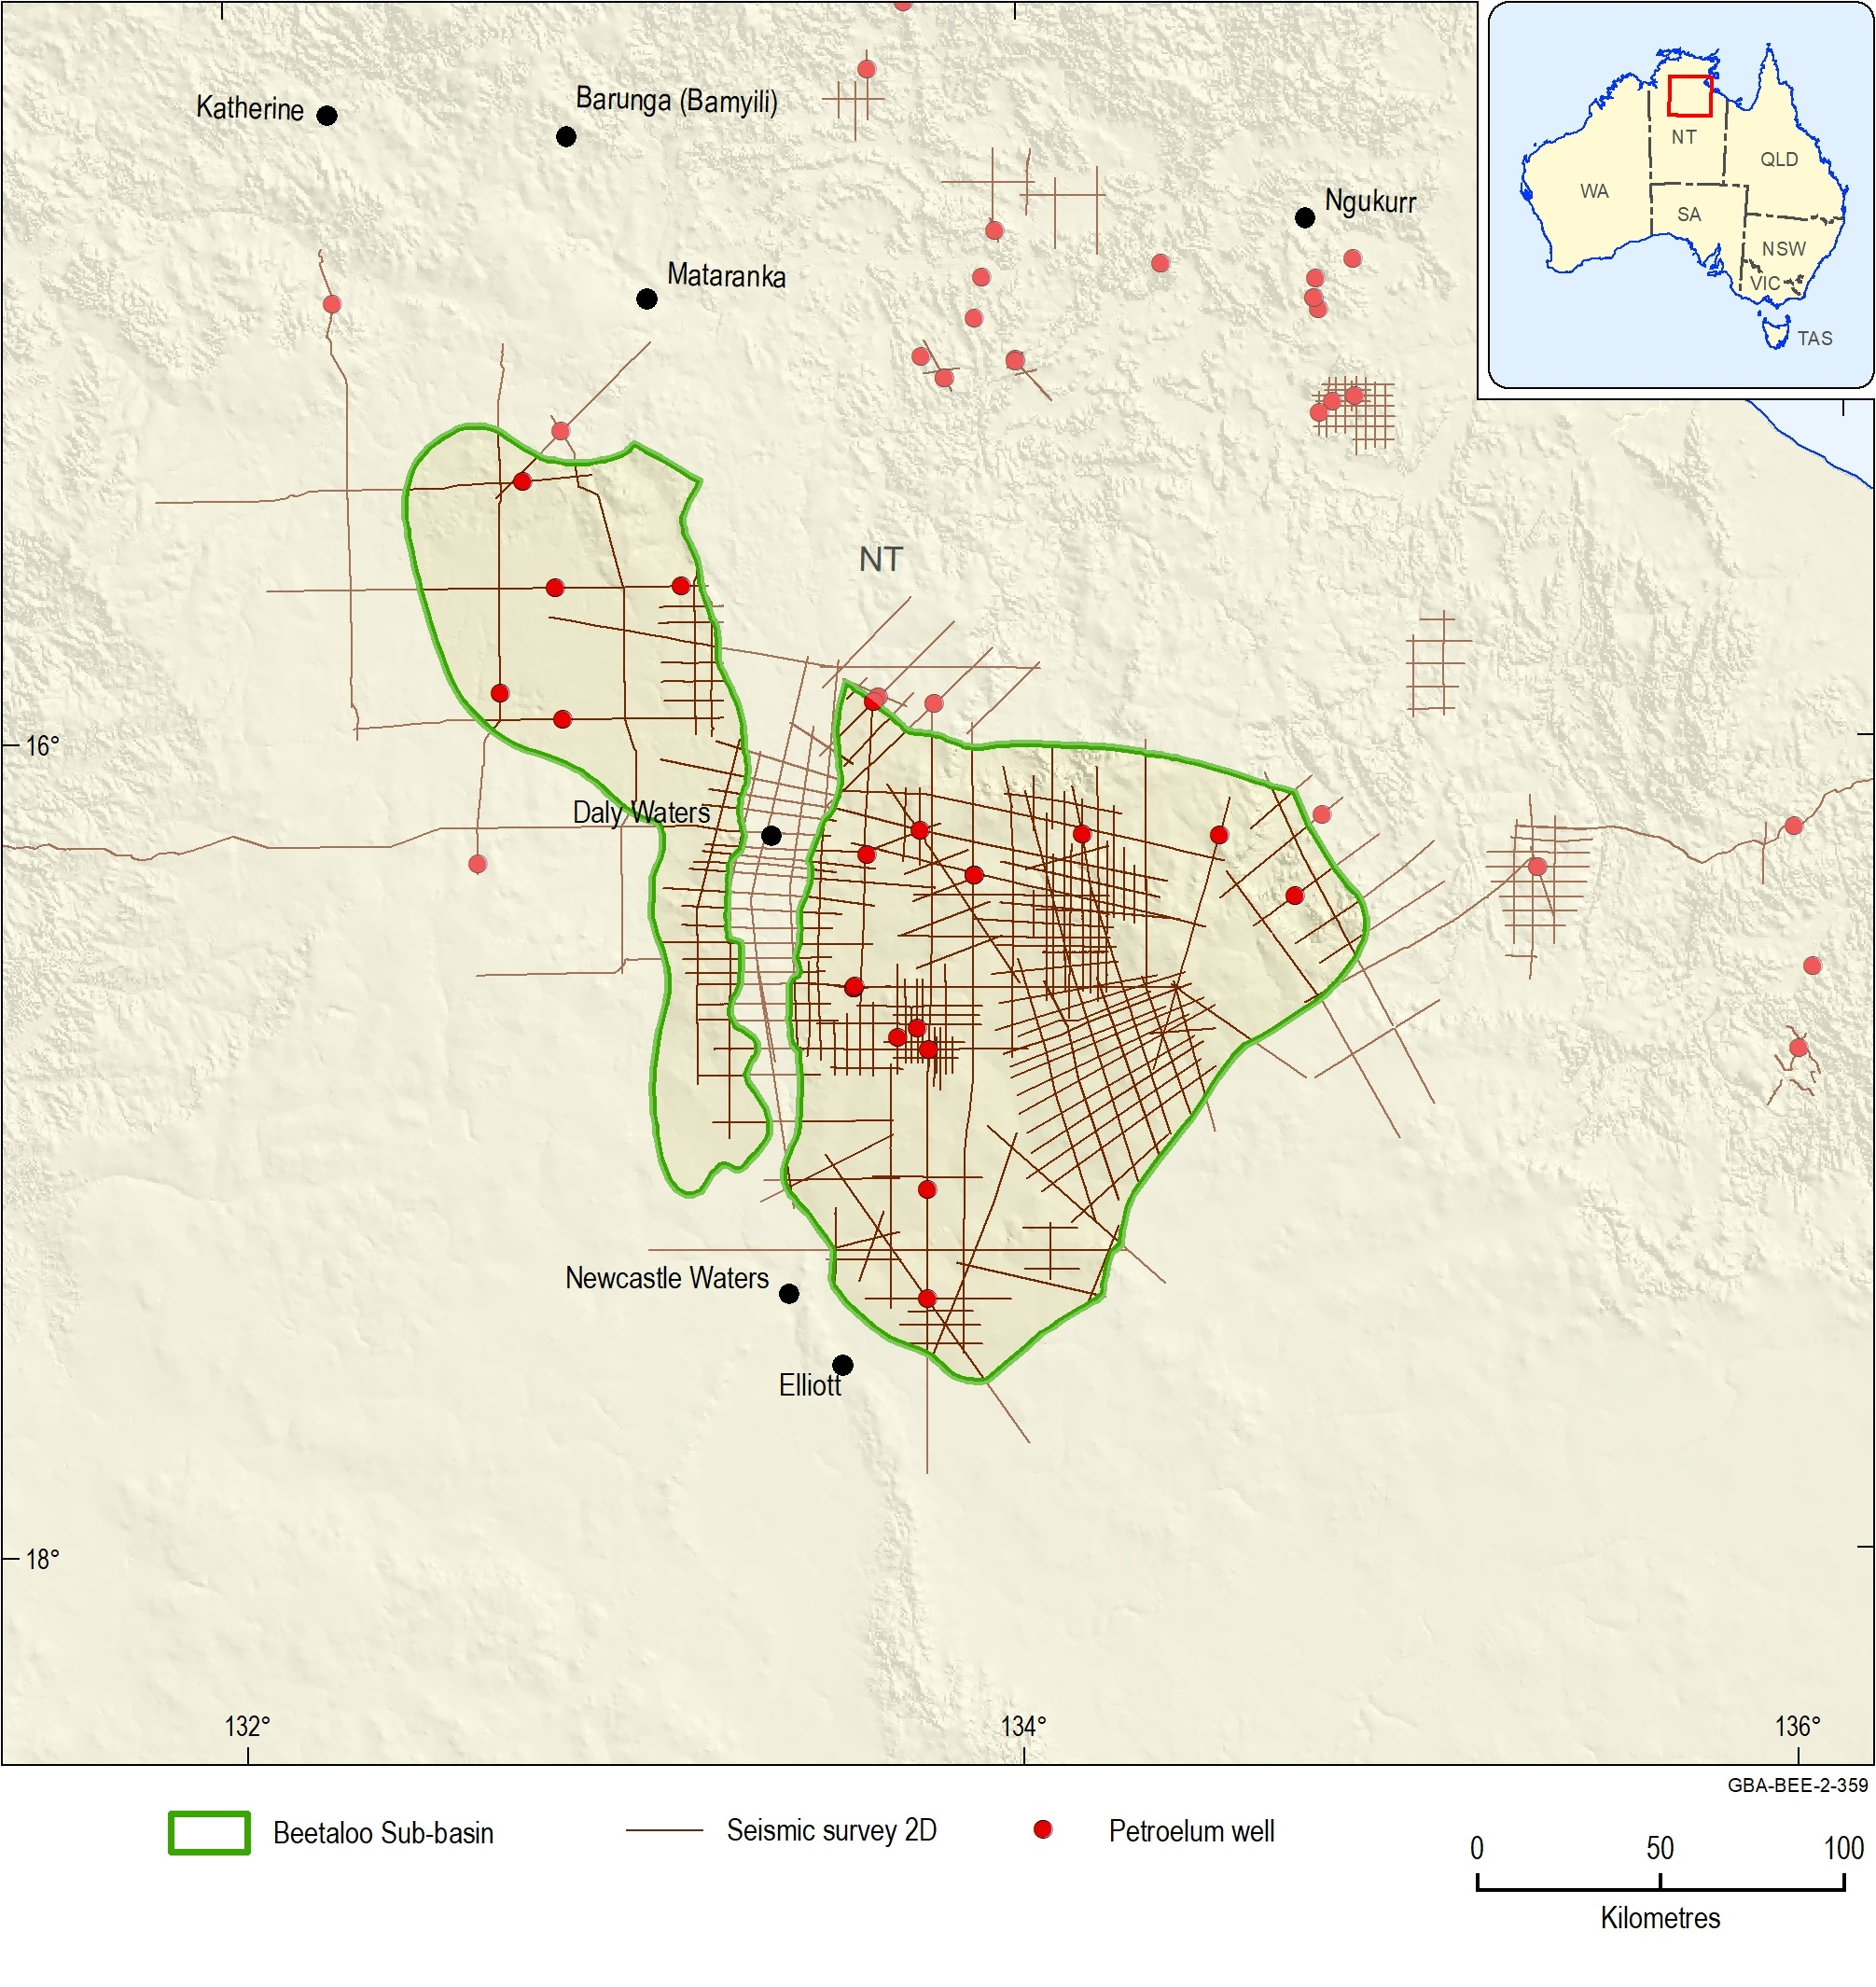 Katherine
Barunga (Bamyili)
Ngukurr
Mataranka
NT
WA
NT
QLD
SA
NSW
VIC
TAS
16°
Daly Waters
Newcastle Waters
Elliott
18°
132°
134°
136°
GBA-BEE-2-359
Beetaloo Sub-basin
Seismic survey 2D
Petroelum well
0 50 100
Kilometres